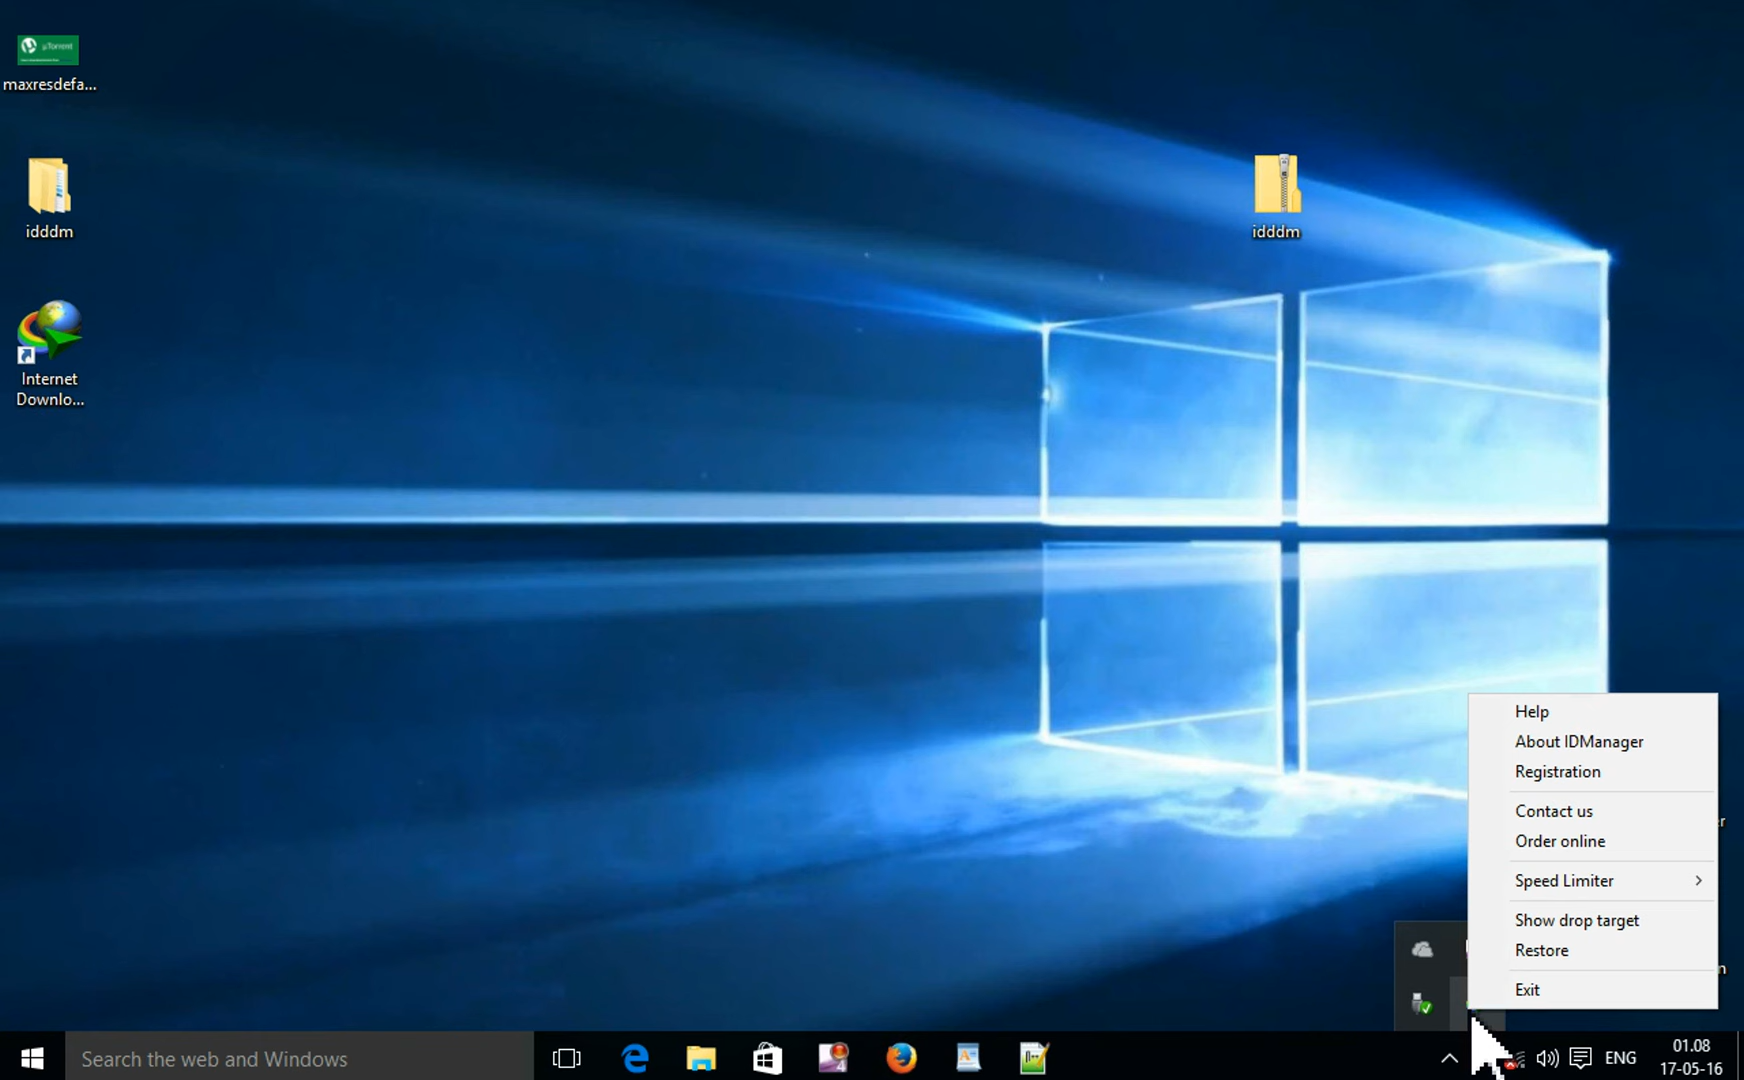 µTorrent
maxresdefa...
idddm
Internet
Downlo...
idddm
Help
About IDManager
Registration
Contact us
Order online
Speed Limiter
Show drop target
Restore
Exit
Search the web and Windows
ENG
01.08
17-05-16